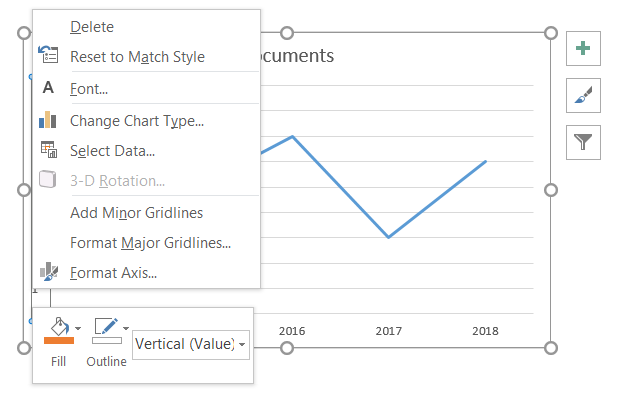 Delete
Reset to Match Style
ocuments
A Font...
Change Chart Type...
Select Data...
3-D Rotation...
Add Minor Gridlines
Format Major Gridlines...
Format Axis...
2016 2017 2018
Vertical (Value)
Fill Outline